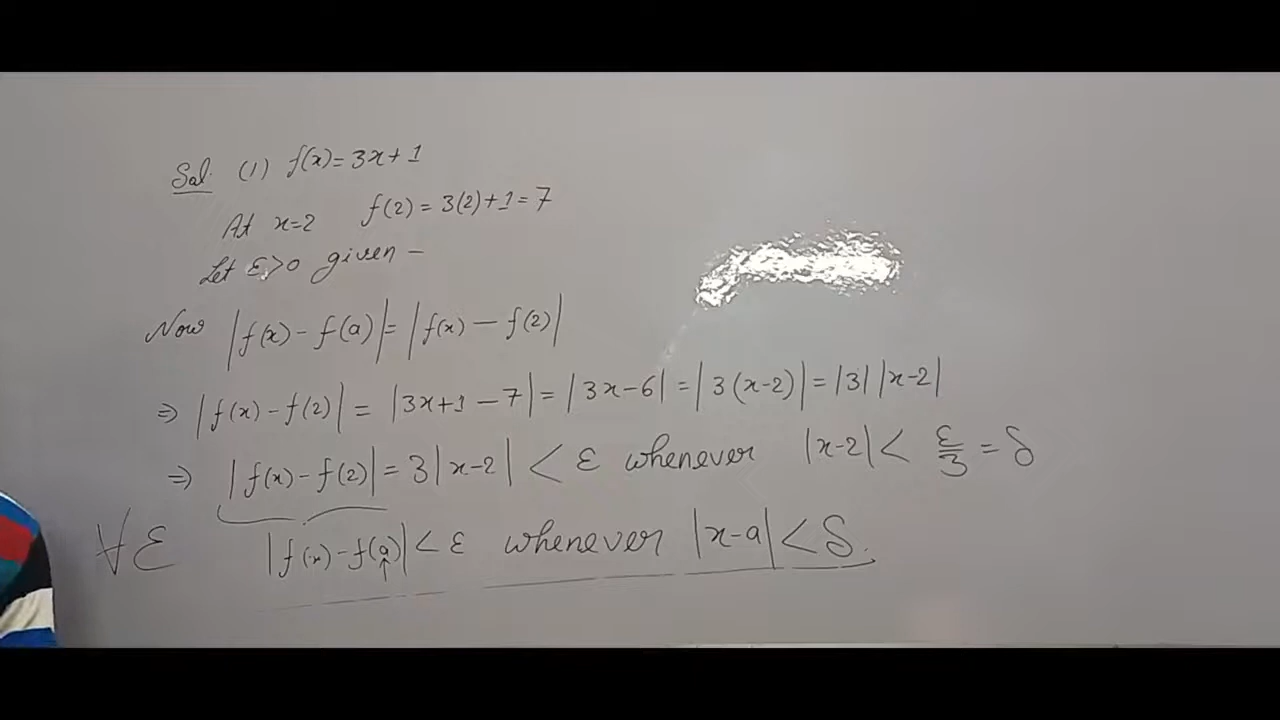 Sol. (1) f(x) = 3x + 1
At x=2 f(2) = 3(2)+1 = 7
Let ε>0 given –
Now |f(x) - f(a)| = |f(x) - f(2)|
⇒ |f(x) - f(2)| = |3x+1 - 7| = |3x-6| = |3(x-2)| = |3| |x-2|
⇒ |f(x) - f(2)| = 3|x-2| < ε whenever |x-2| < ε/3 = δ
∀ ε |f(x) - f(a)| < ε whenever |x-a| < δ.